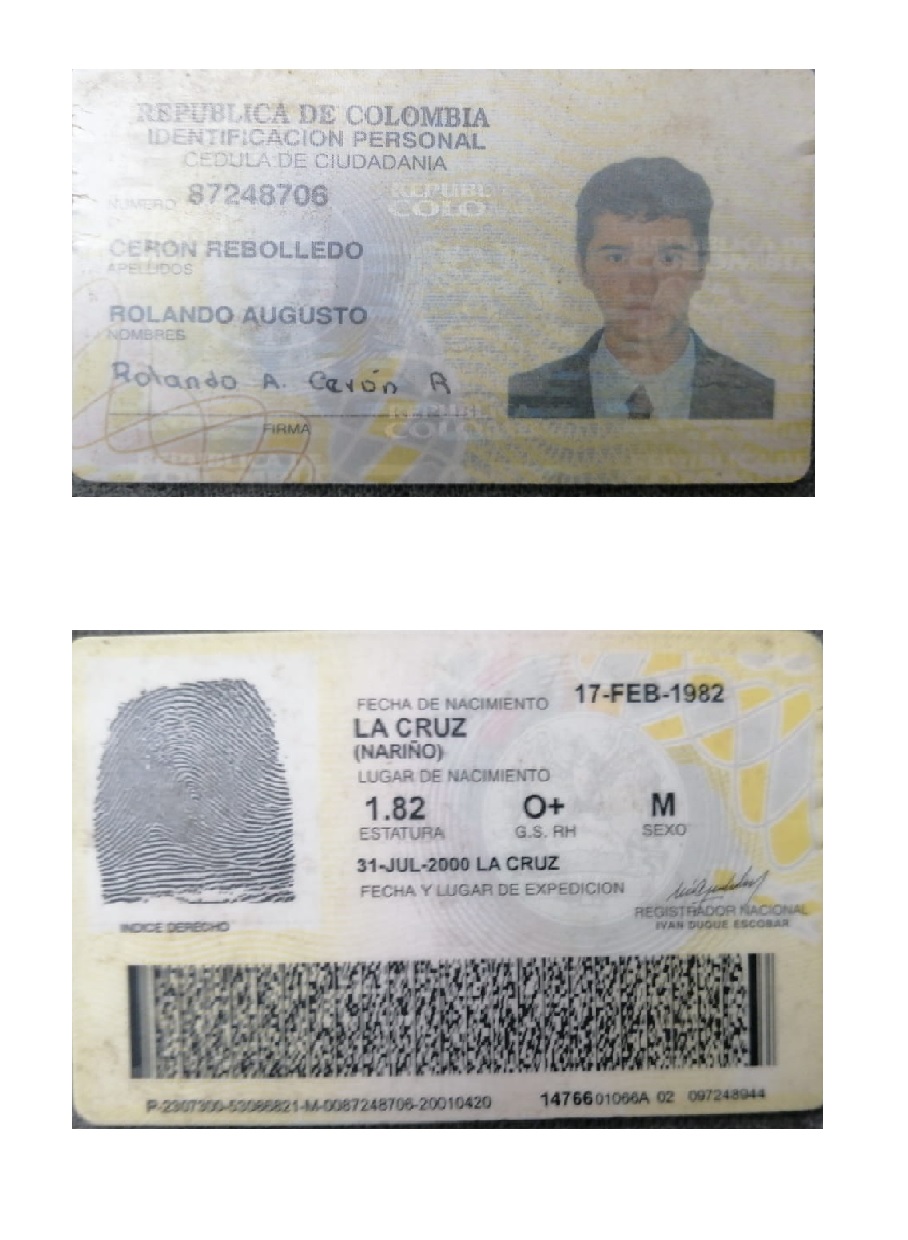 REPUBLICA DE COLOMBIA
IDENTIFICACION PERSONAL
CEDULA DE CIUDADANIA
NUMERO 87248706
CERON REBOLLEDO
APELLIDOS
ROLANDO AUGUSTO
NOMBRES
Rolando A. Cerón R
FIRMA
FECHA DE NACIMIENTO 17-FEB-1982
LA CRUZ
(NARIÑO)
LUGAR DE NACIMIENTO
1.82 O+ M
ESTATURA G.S. RH SEXO
31-JUL-2000 LA CRUZ
FECHA Y LUGAR DE EXPEDICION
REGISTRADOR NACIONAL
IVAN DUQUE ESCOBAR
INDICE DERECHO
P-2307300-53066821-M-0087248706-20010420 14766 01066A 02 097248944